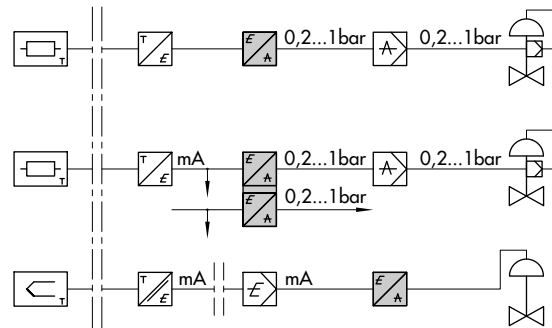 T T E E A 0,2...1bar A 0,2...1bar
T T E mA E A 0,2...1bar A 0,2...1bar
E A 0,2...1bar
T T E mA E mA E A